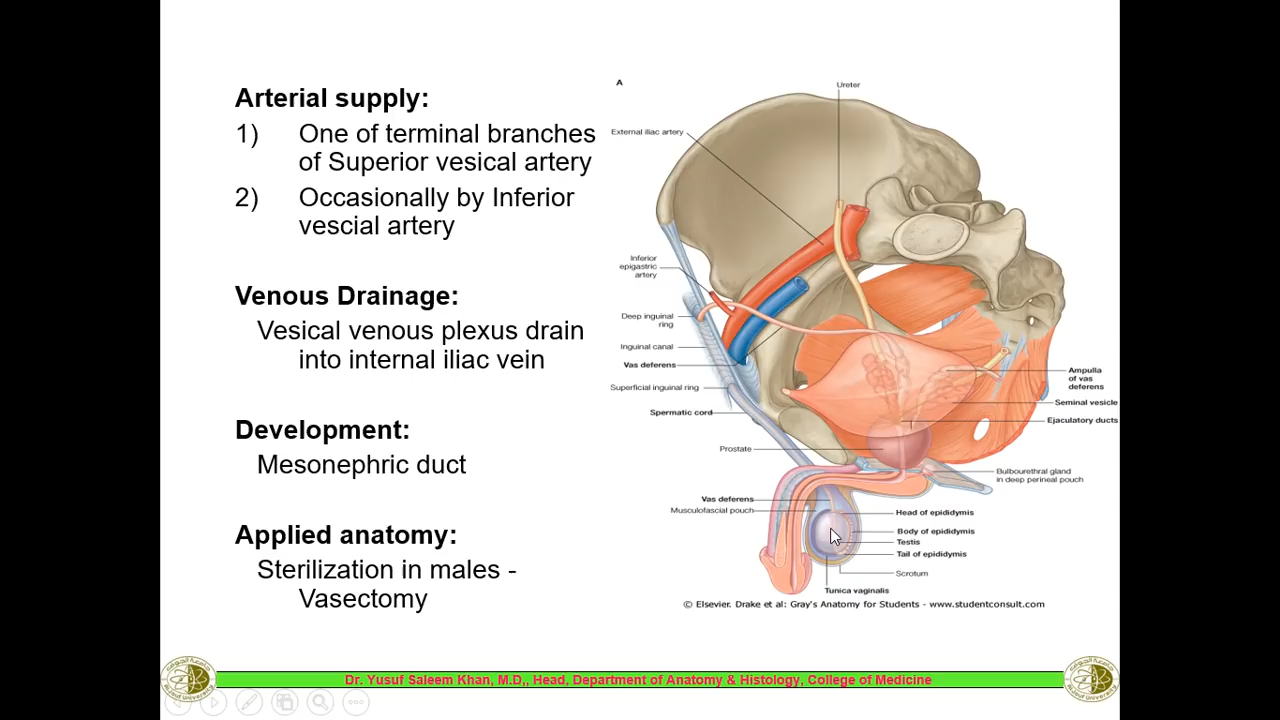 Arterial supply:
1) One of terminal branches
of Superior vesical artery
2) Occasionally by Inferior
vescial artery
Venous Drainage:
Vesical venous plexus drain
into internal iliac vein
Development:
Mesonephric duct
Applied anatomy:
Sterilization in males -
Vasectomy
A
Ureter
External iliac artery
Inferior
epigastric
artery
Deep inguinal
ring
Inguinal canal
Vas deferens
Superficial inguinal ring
Spermatic cord
Prostate
Vas deferens
Musculofascial pouch
Ampulla
of vas
deferens
Seminal vesicle
Ejaculatory ducts
Bulbourethral gland
in deep perineal pouch
Head of epididymis
Body of epididymis
Testis
Tail of epididymis
Scrotum
Tunica vaginalis
© Elsevier. Drake et al: Gray's Anatomy for Students - www.studentconsult.com
Dr. Yusuf Saleem Khan, M.D,, Head, Department of Anatomy & Histology, College of Medicine